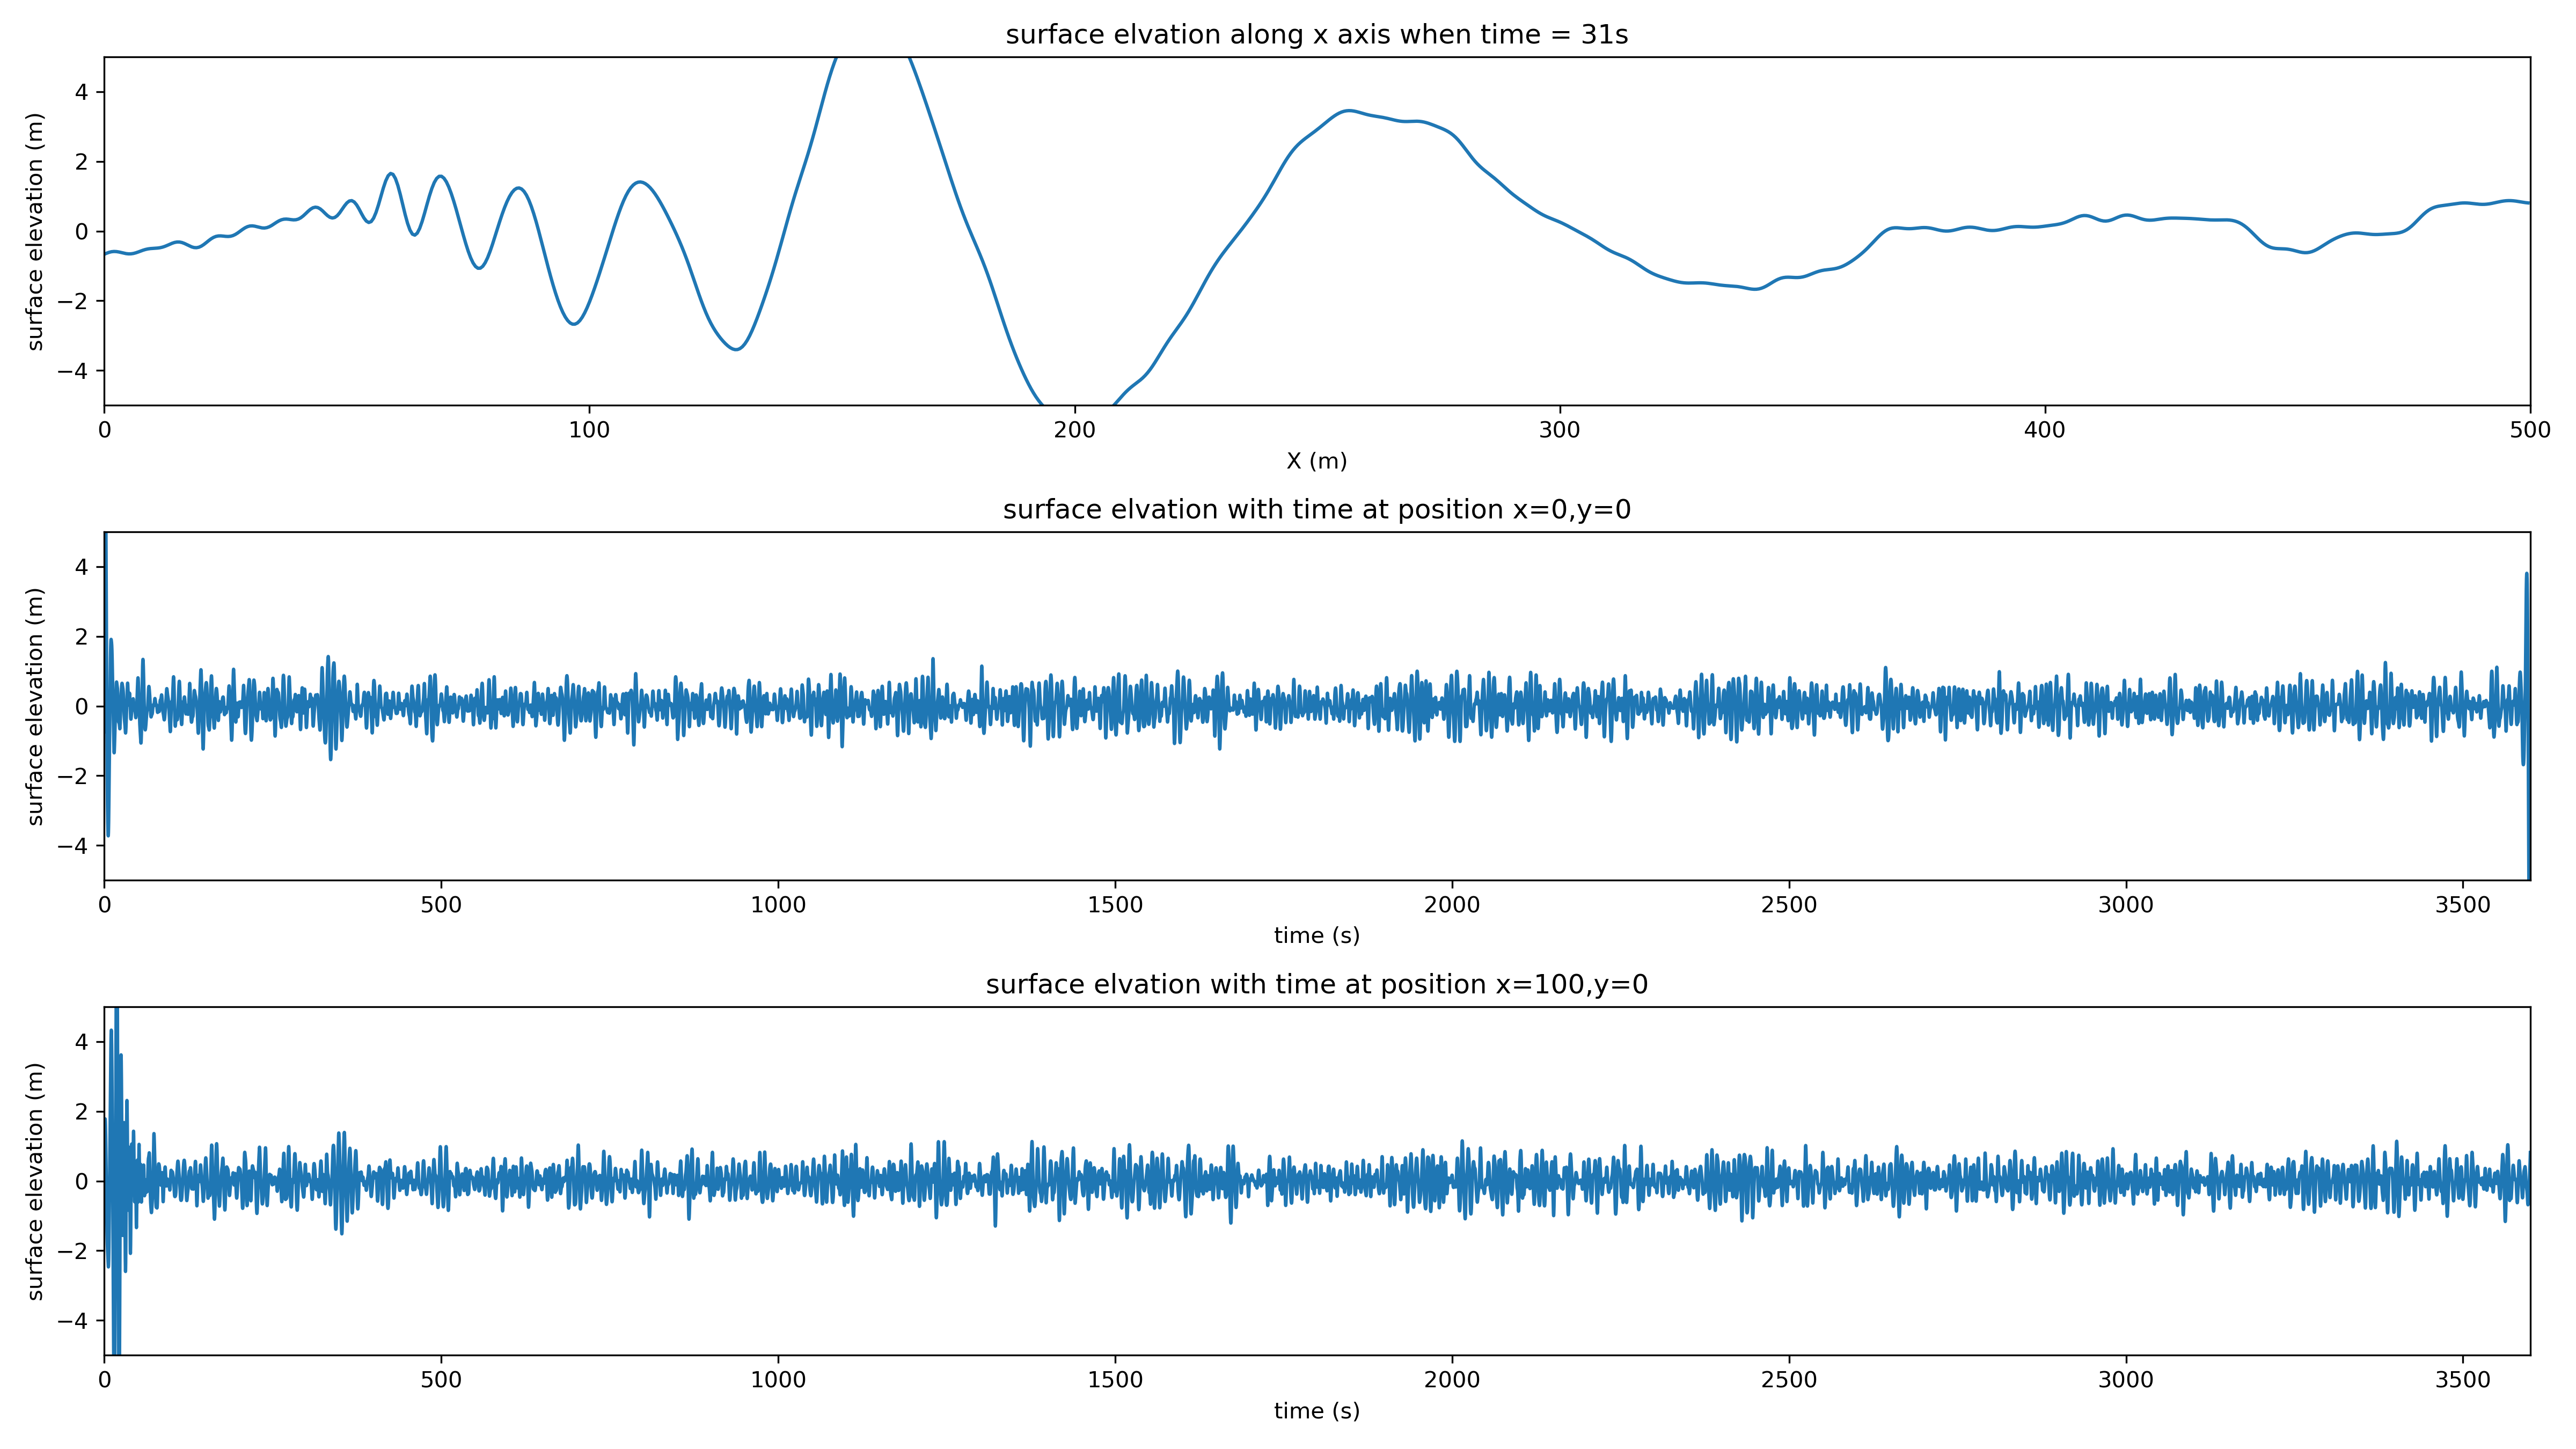 surface elvation along x axis when time = 31s
surface elevation (m)
4
2
0
−2
−4
0 100 200 300 400 500
X (m)
surface elvation with time at position x=0,y=0
surface elevation (m)
4
2
0
−2
−4
0 500 1000 1500 2000 2500 3000 3500
time (s)
surface elvation with time at position x=100,y=0
surface elevation (m)
4
2
0
−2
−4
0 500 1000 1500 2000 2500 3000 3500
time (s)